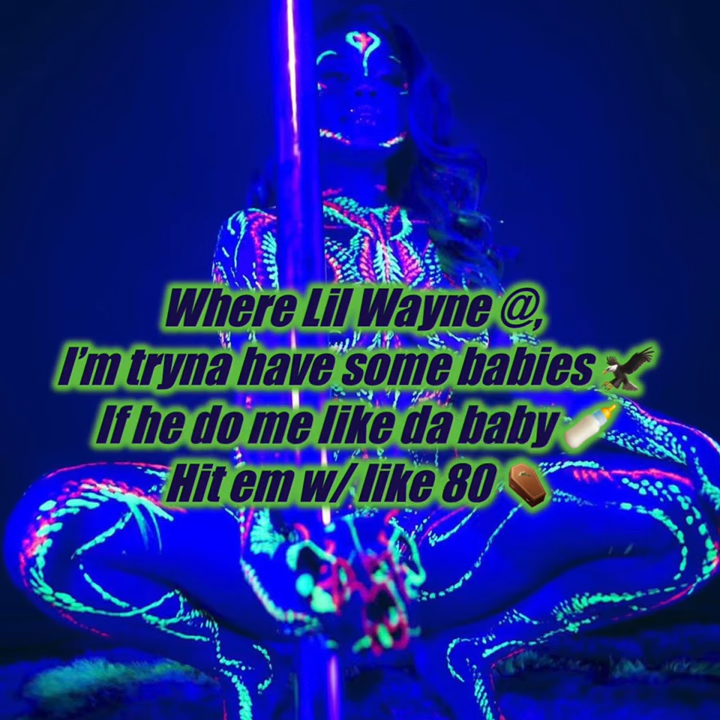 Where Lil Wayne @,
I’m tryna have some babies 🦅
If he do me like da baby 🍼
Hit em w/ like 80 ⚰️